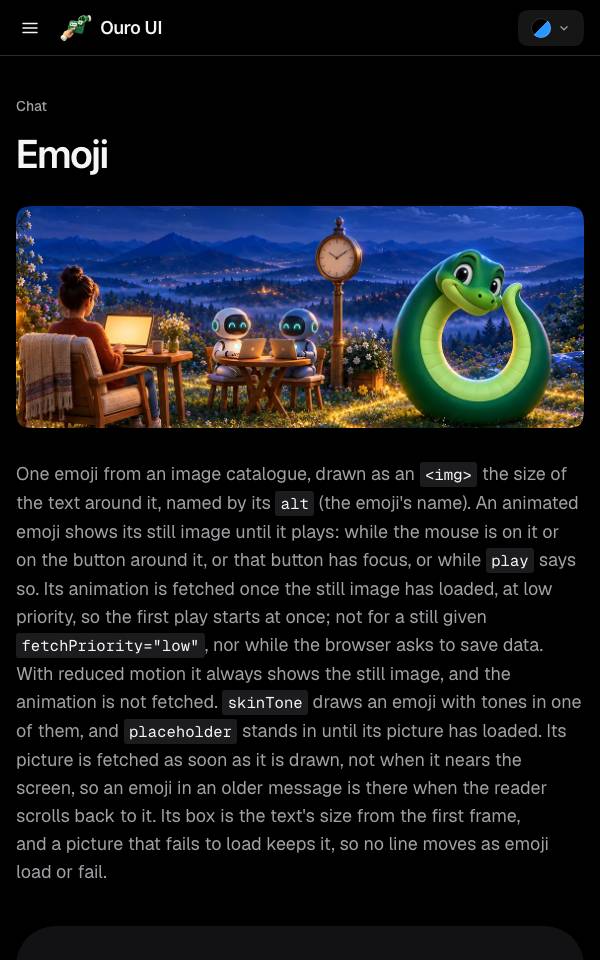 Ouro UI
Chat
Emoji
One emoji from an image catalogue, drawn as an <img> the size of
the text around it, named by its alt (the emoji's name). An animated
emoji shows its still image until it plays: while the mouse is on it or
on the button around it, or that button has focus, or while play says
so. Its animation is fetched once the still image has loaded, at low
priority, so the first play starts at once; not for a still given
fetchPriority="low", nor while the browser asks to save data.
With reduced motion it always shows the still image, and the
animation is not fetched. skinTone draws an emoji with tones in one
of them, and placeholder stands in until its picture has loaded. Its
picture is fetched as soon as it is drawn, not when it nears the
screen, so an emoji in an older message is there when the reader
scrolls back to it. Its box is the text's size from the first frame,
and a picture that fails to load keeps it, so no line moves as emoji
load or fail.